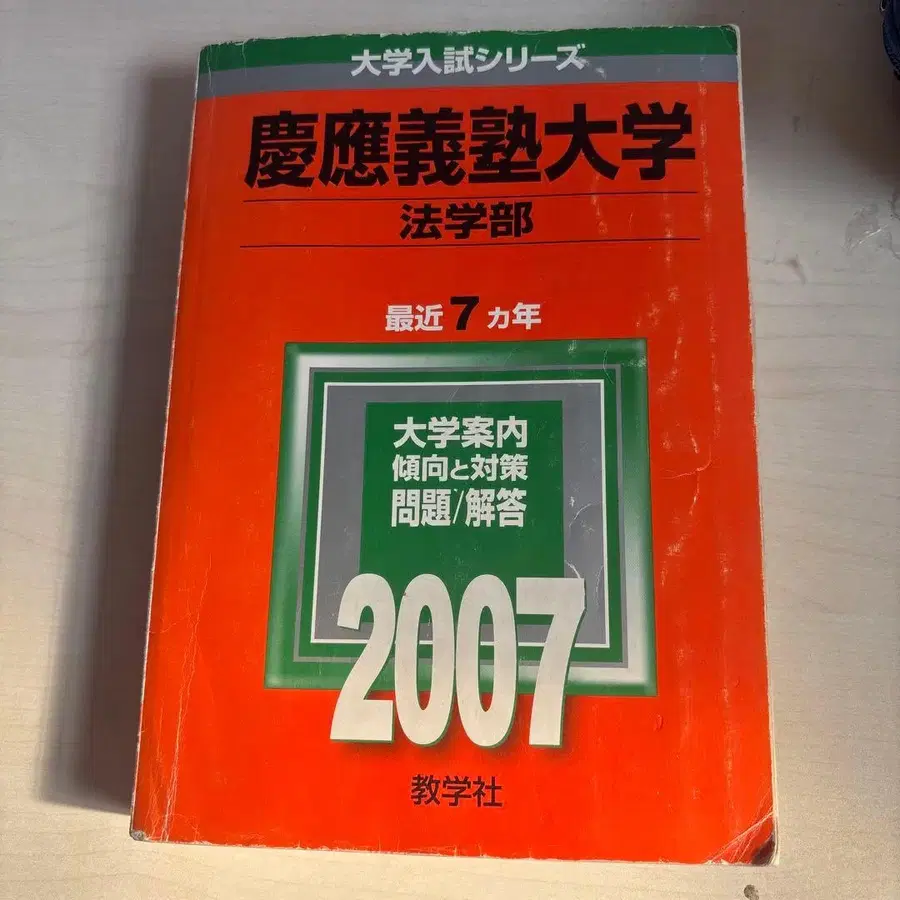 大学入試シリーズ
慶應義塾大学
法学部
最近7ヵ年
大学案内
傾向と対策
問題/解答
2007
教学社